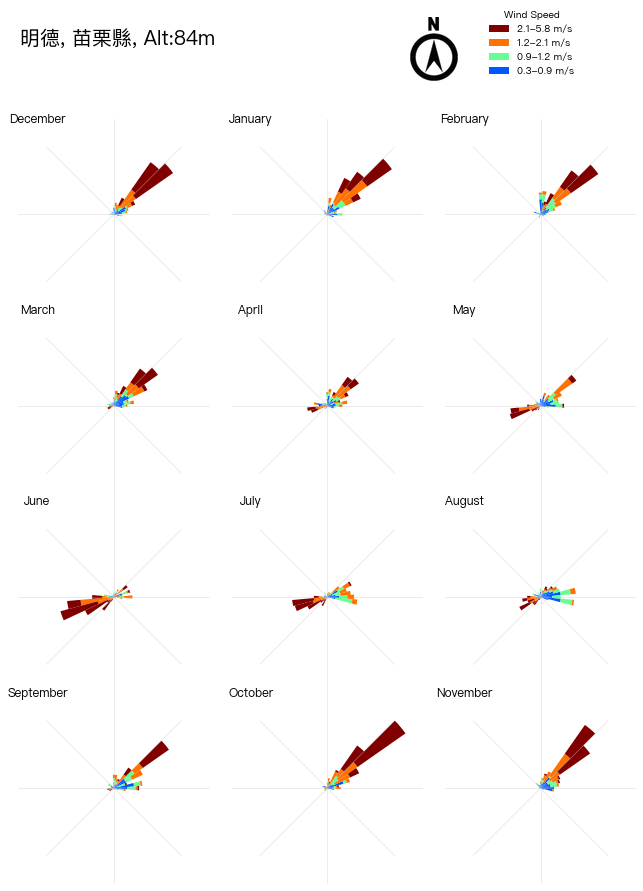 明德, 苗栗縣, Alt:84m
N
Wind Speed
2.1–5.8 m/s
1.2–2.1 m/s
0.9–1.2 m/s
0.3–0.9 m/s
December
January
February
March
April
May
June
July
August
September
October
November